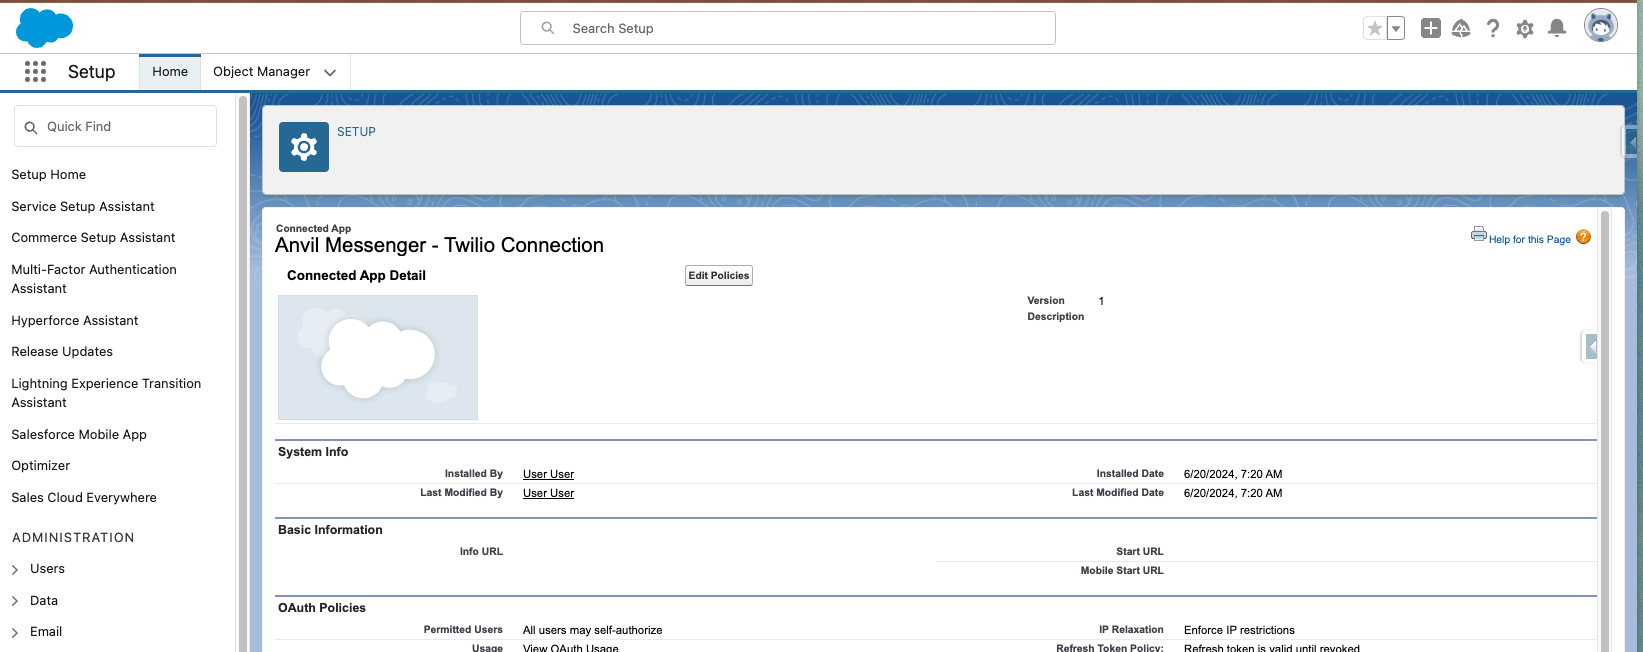 Search Setup
Setup
Home
Object Manager
Quick Find
Setup Home
Service Setup Assistant
Commerce Setup Assistant
Multi-Factor Authentication
Assistant
Hyperforce Assistant
Release Updates
Lightning Experience Transition
Assistant
Salesforce Mobile App
Optimizer
Sales Cloud Everywhere
ADMINISTRATION
Users
Data
Email
SETUP
Connected App
Anvil Messenger - Twilio Connection
Help for this Page ?
Connected App Detail
Edit Policies
Version 1
Description
System Info
Installed By User User Installed Date 6/20/2024, 7:20 AM
Last Modified By User User Last Modified Date 6/20/2024, 7:20 AM
Basic Information
Info URL Start URL
Mobile Start URL
OAuth Policies
Permitted Users All users may self-authorize IP Relaxation Enforce IP restrictions
Usage View OAuth Usage Refresh Token Policy: Refresh token is valid until revoked